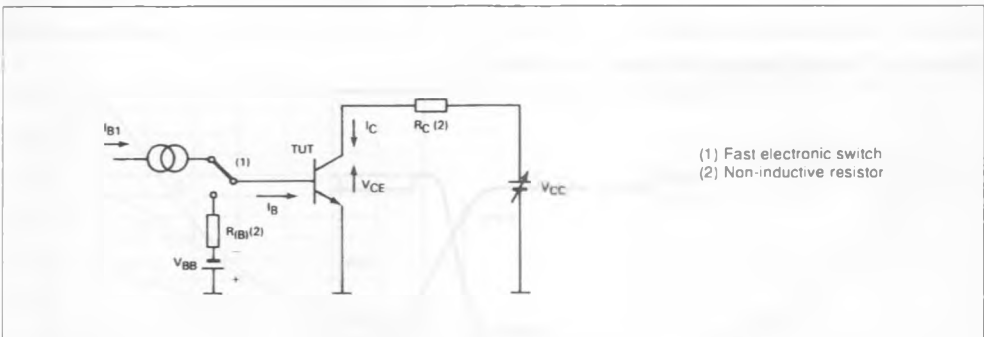 I_B1
(1)
TUT
I_C
R_C (2)
V_CE
I_B
V_CC
R_(B)(2)
V_BB
−
+
(1) Fast electronic switch
(2) Non-inductive resistor